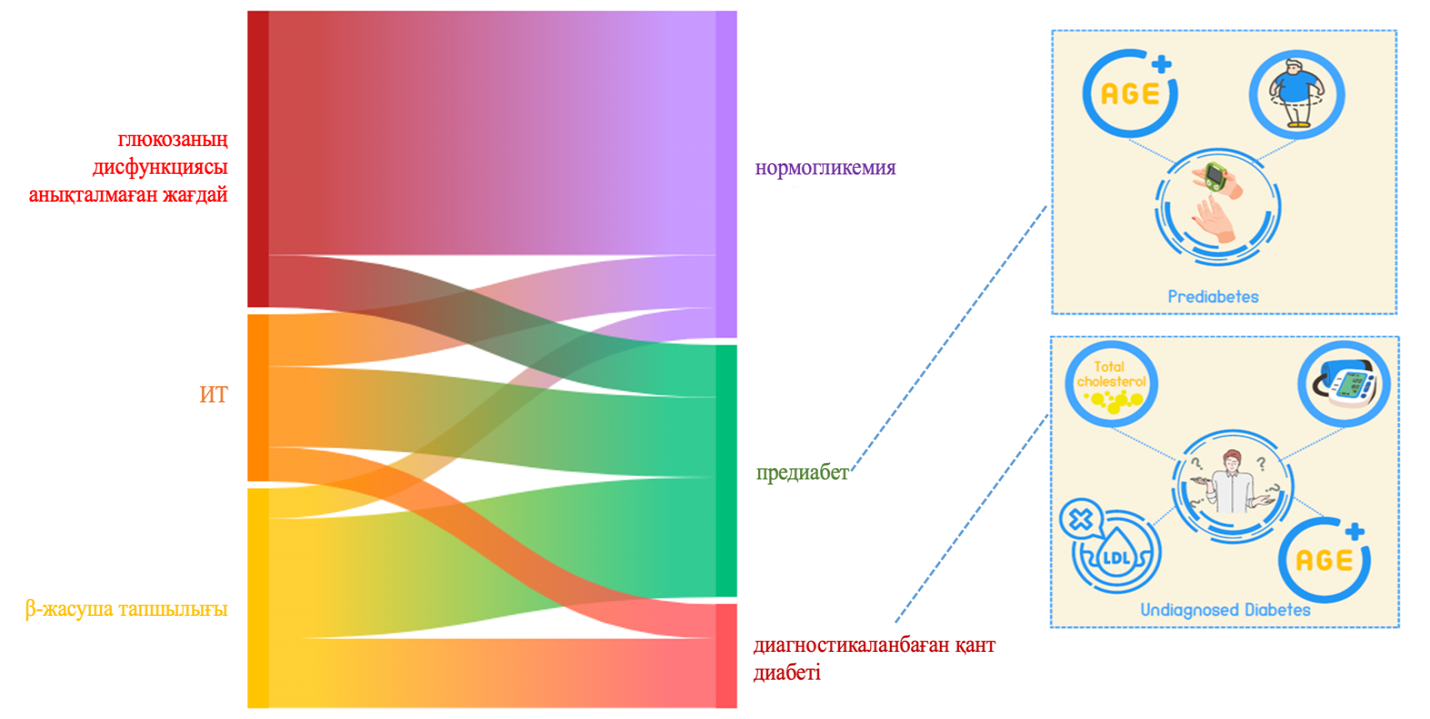 глюкозаның
дисфункциясы
анықталмаған жағдай
ИТ
β-жасуша тапшылығы
нормогликемия
предиабет
диагностикаланбаған қант
диабеті
AGE
Prediabetes
Total
cholesterol
LDL
AGE
Undiagnosed Diabetes